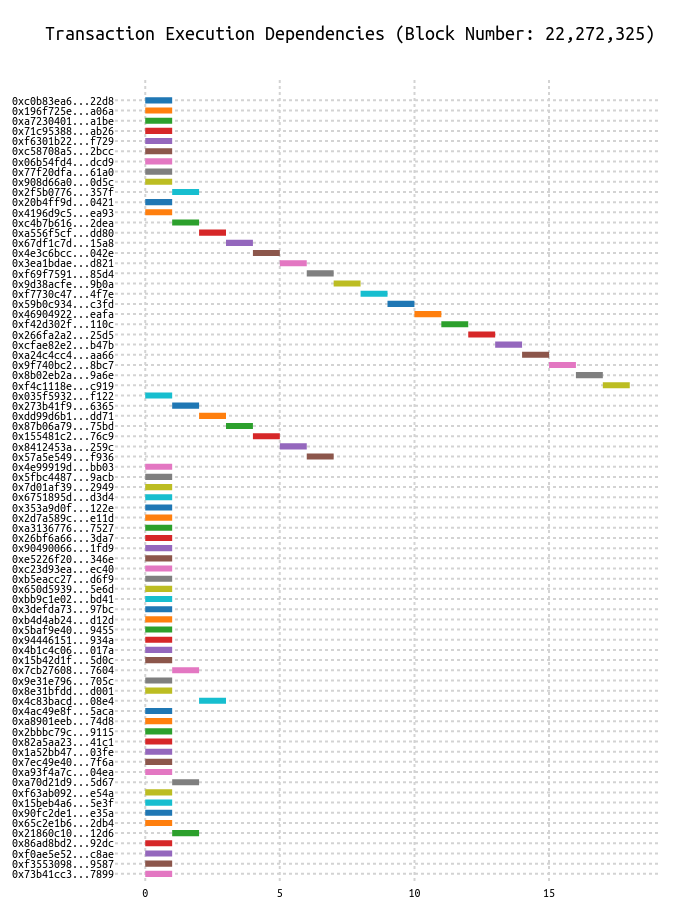 Transaction Execution Dependencies (Block Number: 22,272,325)
0xc0b83ea6...22d8
0x196f725e...a06a
0xa7230401...a1be
0x71c95388...ab26
0xf6301b22...f729
0xc58708a5...2bcc
0x06b54fd4...dcd9
0x77f20dfa...61a0
0x908d66a0...0d5c
0x2f5b0776...357f
0x20b4ff9d...0421
0x4196d9c5...ea93
0xc4b7b616...2dea
0xa556f5cf...dd80
0x67df1c7d...15a8
0x4e3c6bcc...042e
0x3ea1bdae...d821
0xf69f7591...85d4
0x9d38acfe...9b0a
0xf7730c47...4f7e
0x59b0c934...c3fd
0x46904922...eafa
0xf42d302f...110c
0x266fa2a2...25d5
0xcfae82e2...b47b
0xa24c4cc4...aa66
0x9f740bc2...8bc7
0x8b02eb2a...9a6e
0xf4c1118e...c919
0x035f5932...f122
0x273b41f9...6365
0xdd99d6b1...dd71
0x87b06a79...75bd
0x155481c2...76c9
0x8412453a...259c
0x57a5e549...f936
0x4e99919d...bb03
0x5fbc4487...9acb
0x7d01af39...2949
0x6751895d...d3d4
0x353a9d0f...122e
0x2d7a589c...e11d
0xa3136776...7527
0x26bf6a66...3da7
0x90490066...1fd9
0xe5226f20...346e
0xc23d93ea...ec40
0xb5eacc27...d6f9
0x650d5939...5e6d
0xbb9c1e02...bd41
0x3defda73...97bc
0xb4d4ab24...d12d
0x5baf9e40...9455
0x94446151...934a
0x4b1c4c06...017a
0x15b42d1f...5d0c
0x7cb27608...7604
0x9e31e796...705c
0x8e31bfdd...d001
0x4c83bacd...08e4
0x4ac49e8f...5aca
0xa8901eeb...74d8
0x2bbbc79c...9115
0x82a5aa23...41c1
0x1a52bb47...03fe
0x7ec49e40...7f6a
0xa93f4a7c...04ea
0xa70d21d9...5d67
0xf63ab092...e54a
0x15beb4a6...5e3f
0x90fc2de1...e35a
0x65c2e1b6...2db4
0x21860c10...12d6
0x86ad8bd2...92dc
0xf0ae5e52...c8ae
0xf3553098...9587
0x73b41cc3...7899
0 5 10 15